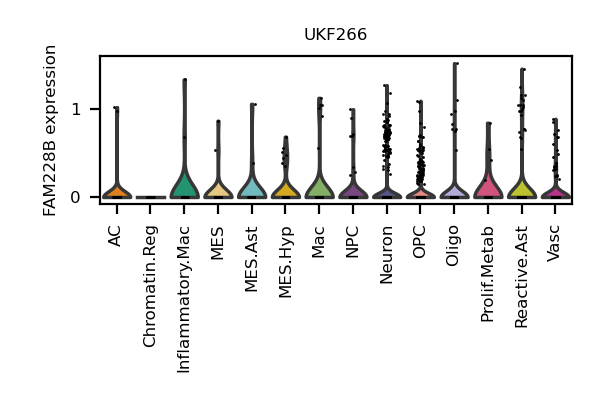 UKF266
FAM228B expression
1
0
AC
Chromatin.Reg
Inflammatory.Mac
MES
MES.Ast
MES.Hyp
Mac
NPC
Neuron
OPC
Oligo
Prolif.Metab
Reactive.Ast
Vasc